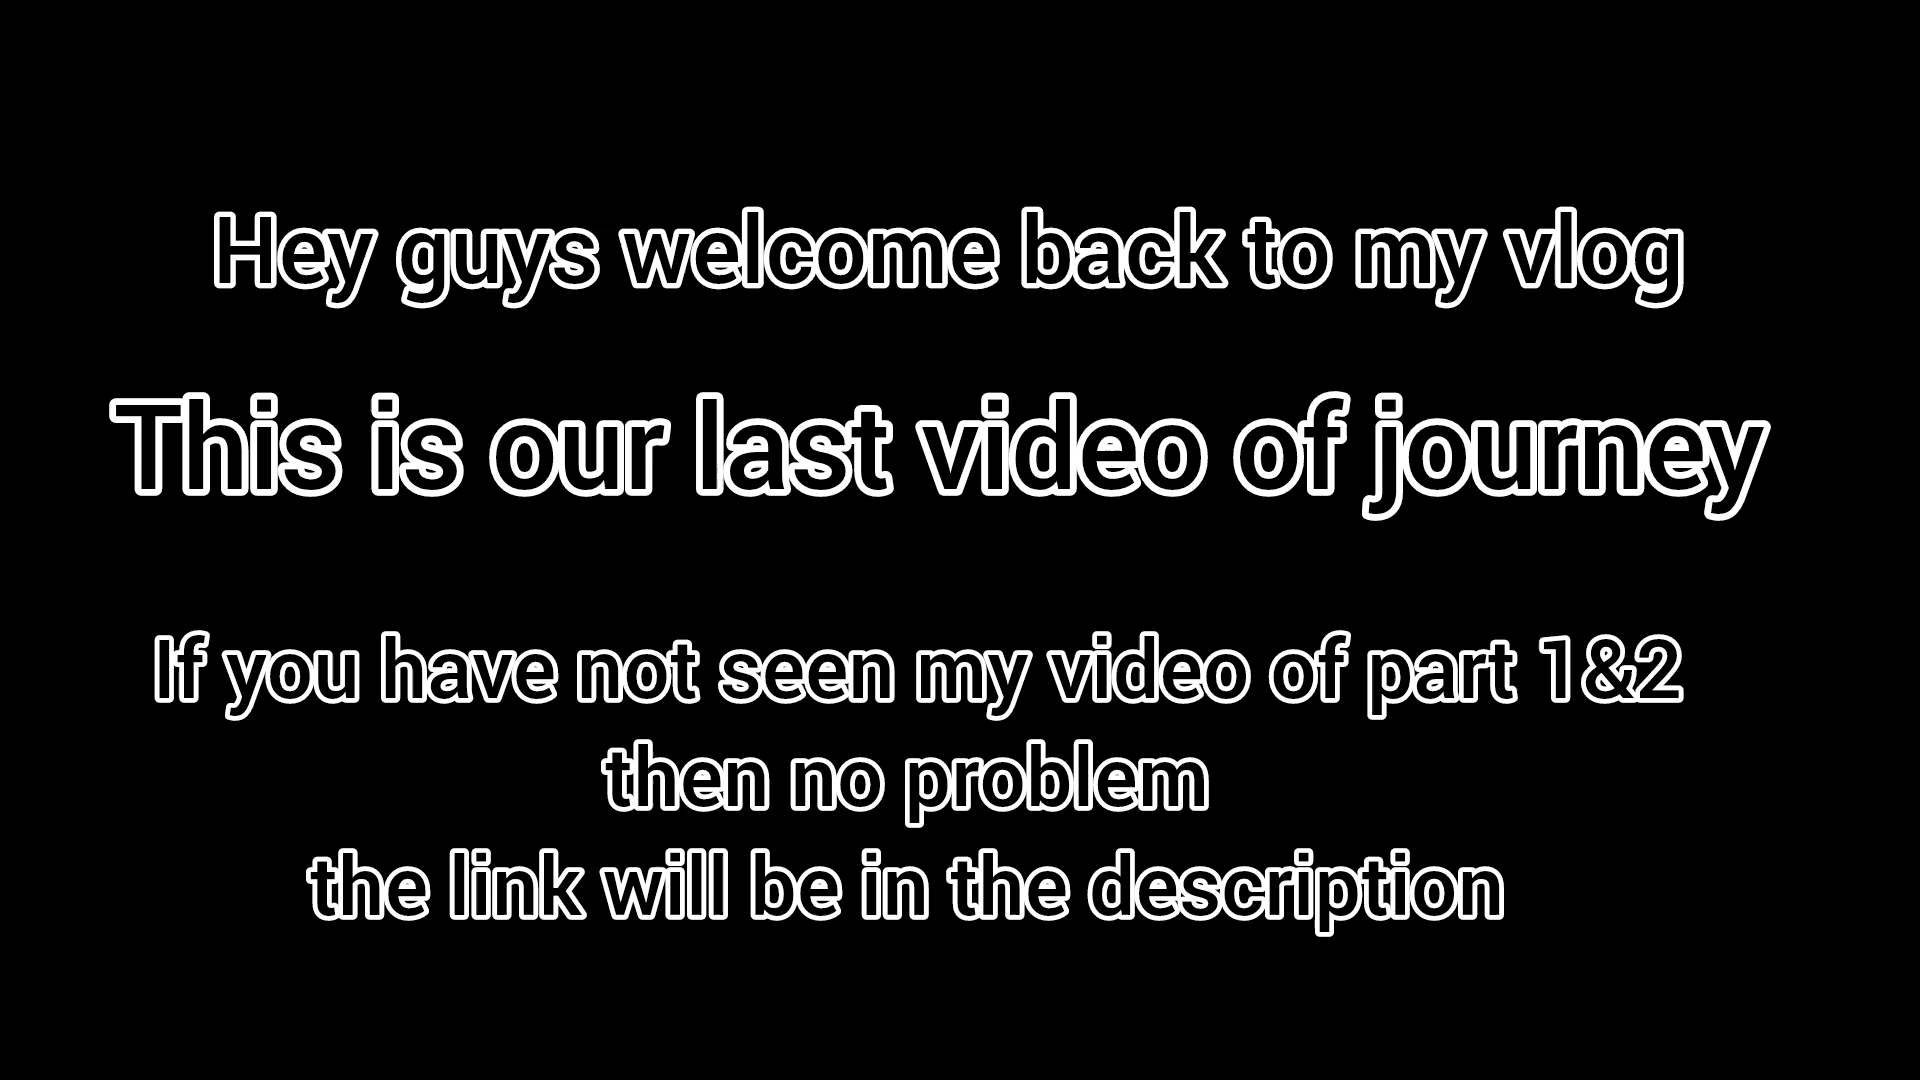 Hey guys welcome back to my vlog
This is our last video of journey
If you have not seen my video of part 1&2
then no problem
the link will be in the description